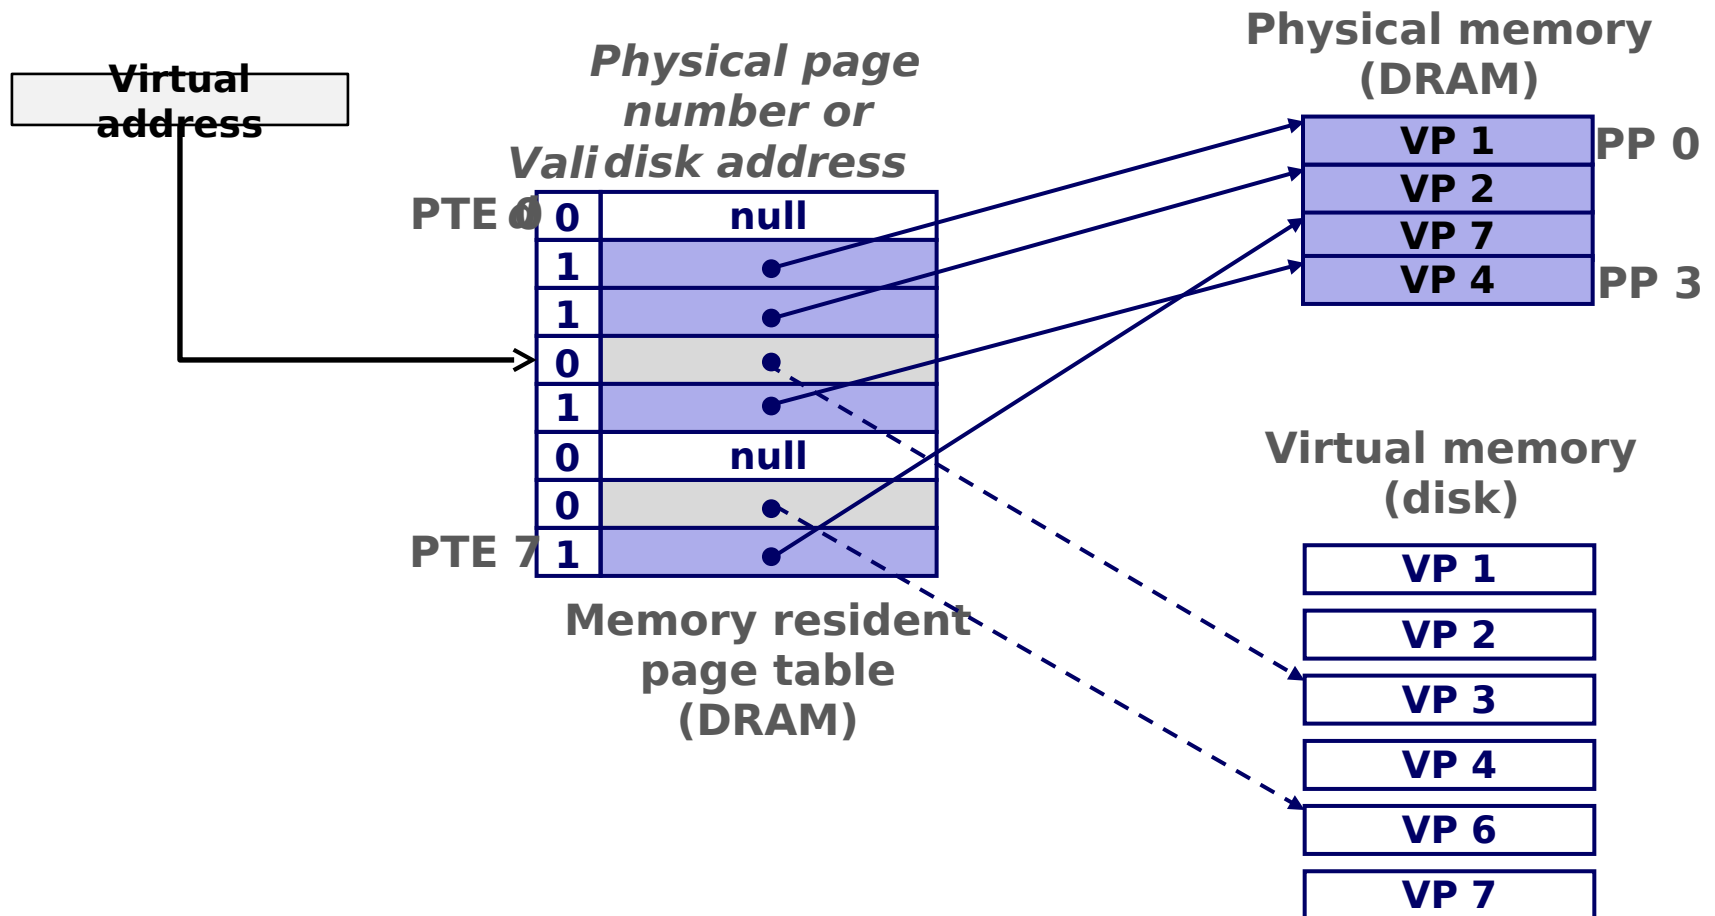 Physical memory
(DRAM)
Virtual
address
Physical page
number or
disk address
Vali
d
PTE 0
0
null
1
1
0
1
0
null
0
PTE 7
1
VP 1
PP 0
VP 2
VP 7
VP 4
PP 3
Memory resident
page table
(DRAM)
Virtual memory
(disk)
VP 1
VP 2
VP 3
VP 4
VP 6
VP 7